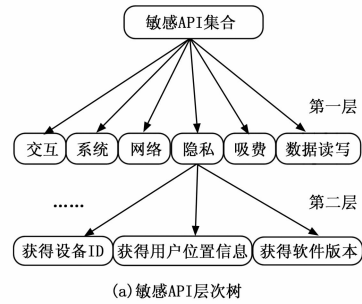 敏感API集合
第一层
交互 系统 网络 隐私 吸费 数据读写
...... 第二层
获得设备ID 获得用户位置信息 获得软件版本
(a)敏感API层次树